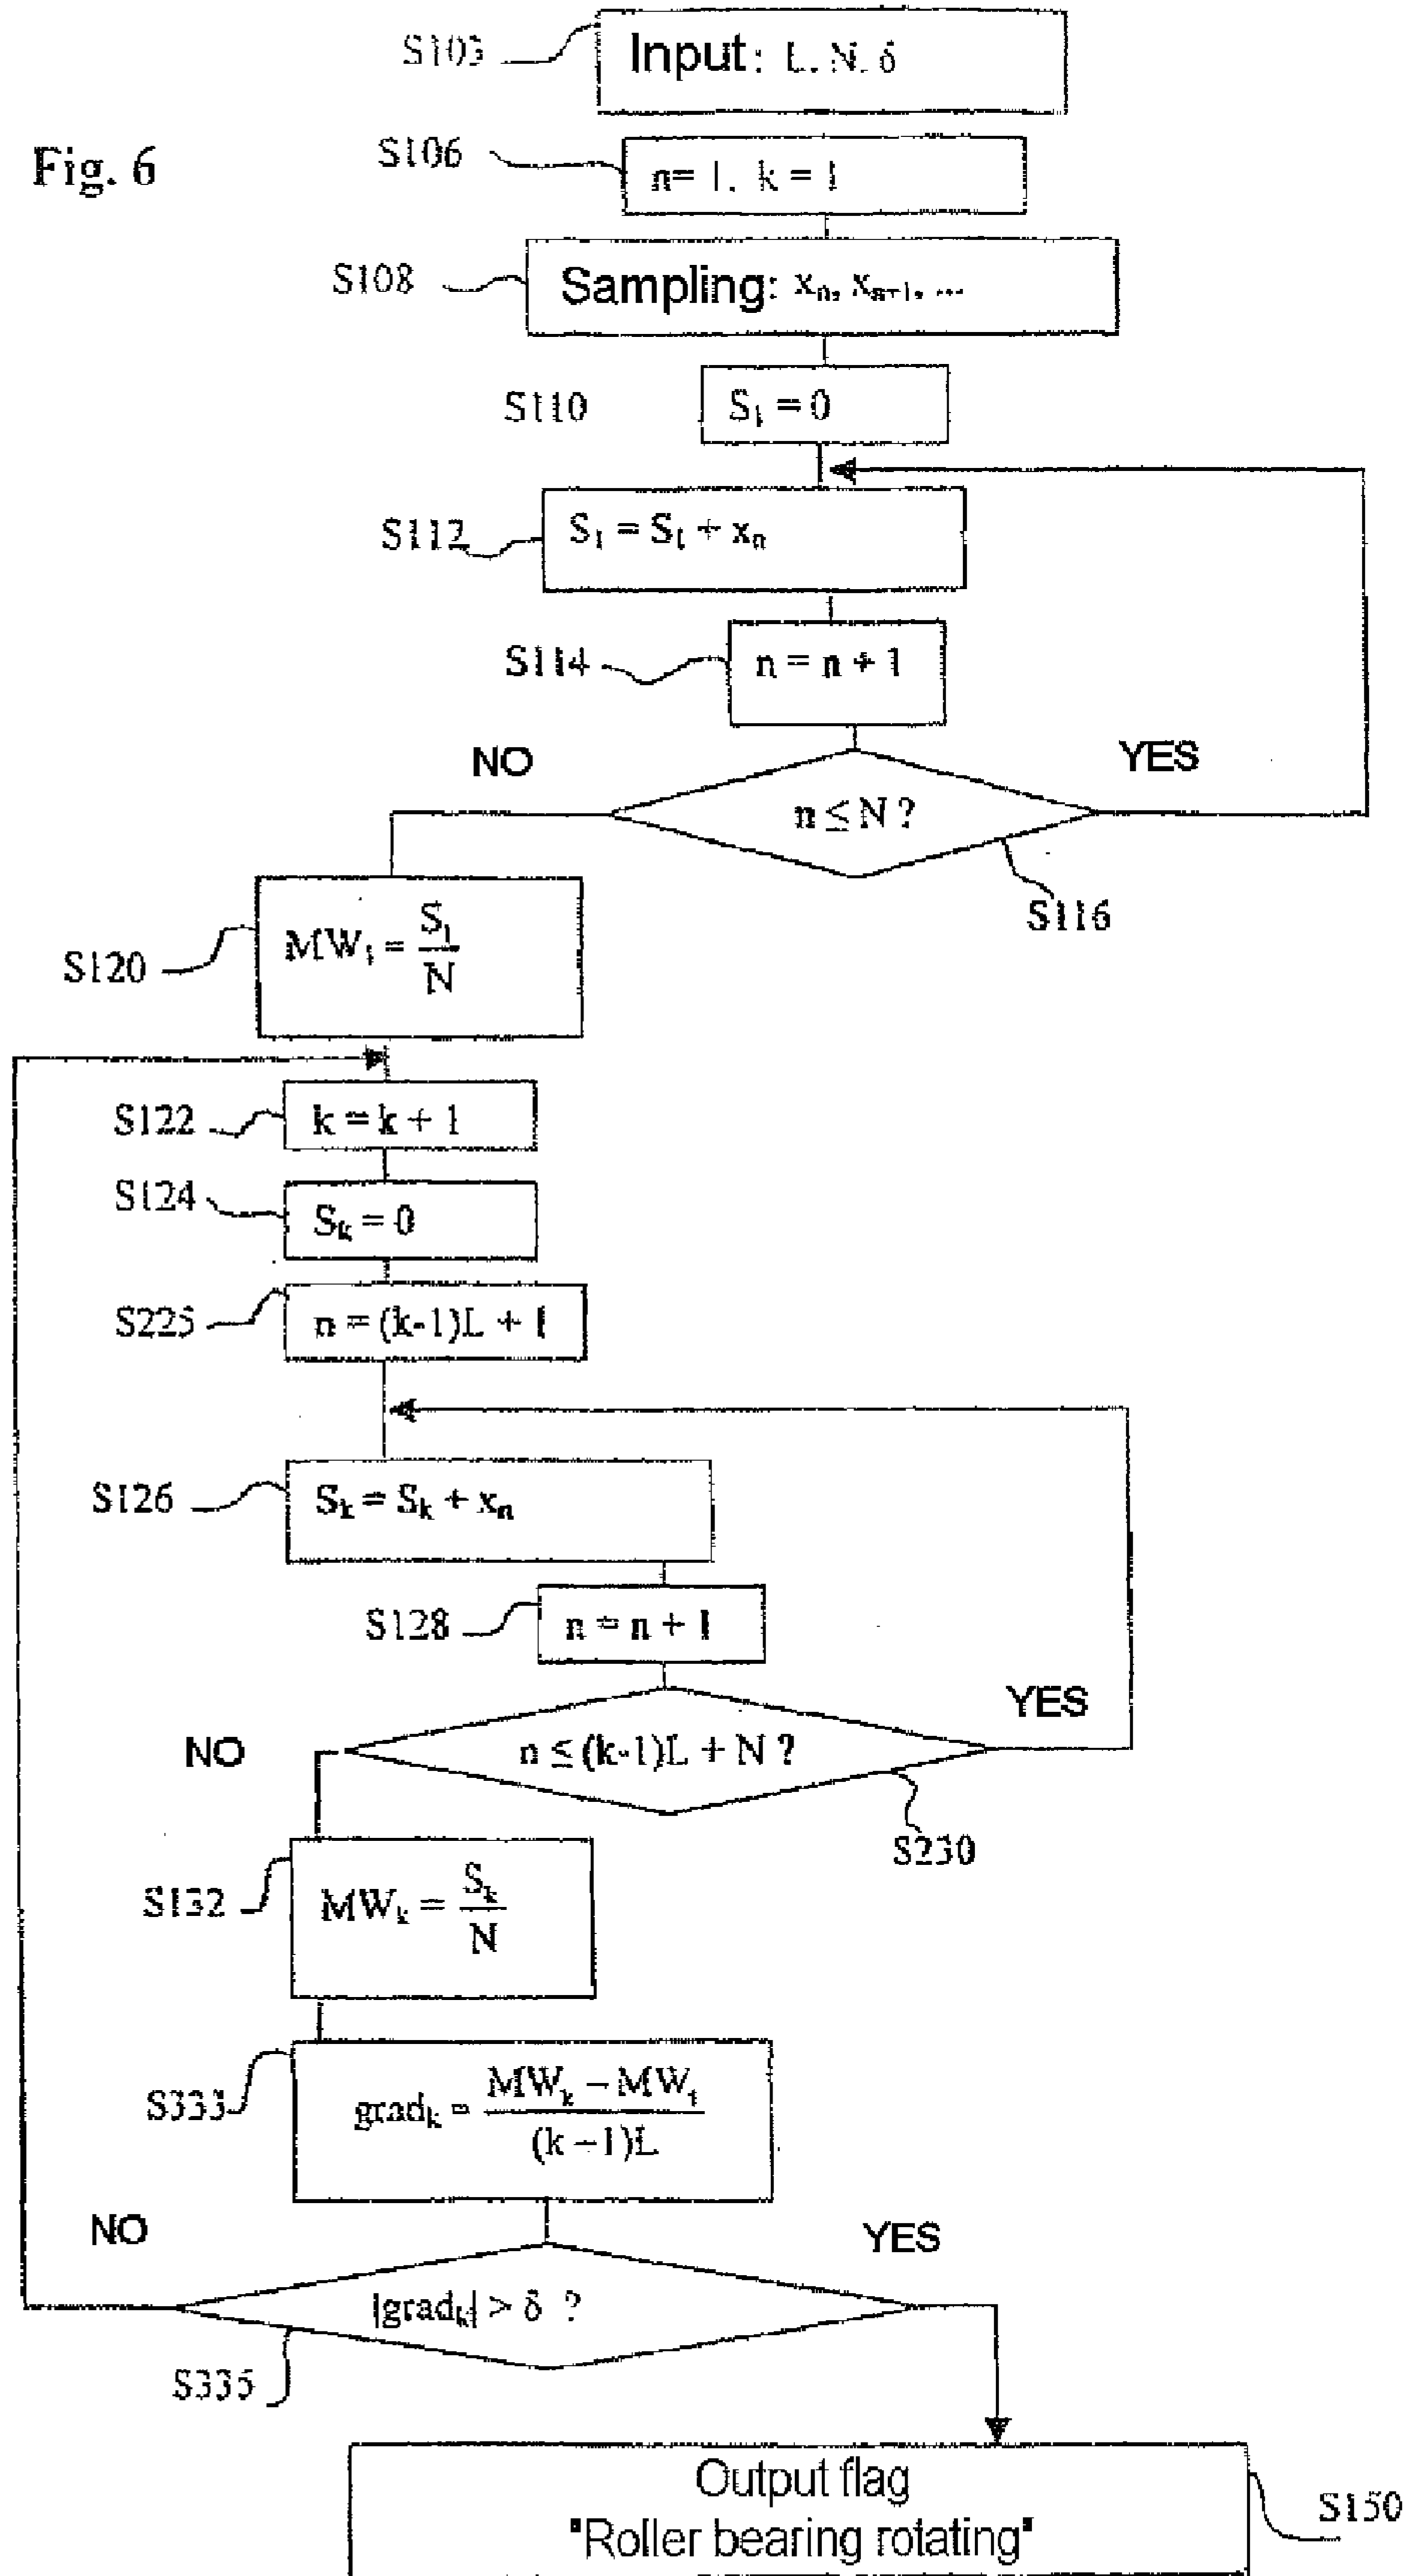 S103
Input: L. N. δ
Fig. 6
S106
n= 1. k = 1
S108
Sampling: xₙ, xₙ₊₁, ...
S110
S₁ = 0
S112
S₁ = S₁ + xₙ
S114
n = n + 1
NO
YES
n ≤ N ?
S116
S120
MW₁ = S₁/N
S122
k = k + 1
S124
Sₖ = 0
S225
n = (k-1)L + 1
S126
Sₖ = Sₖ + xₙ
S128
n = n + 1
YES
NO
n ≤ (k-1)L + N ?
S230
S132
MWₖ = Sₖ/N
S333
gradₖ = (MWₖ – MW₁)/((k –1)L)
NO
YES
|gradₖ| > δ ?
S335
Output flag
"Roller bearing rotating"
S150